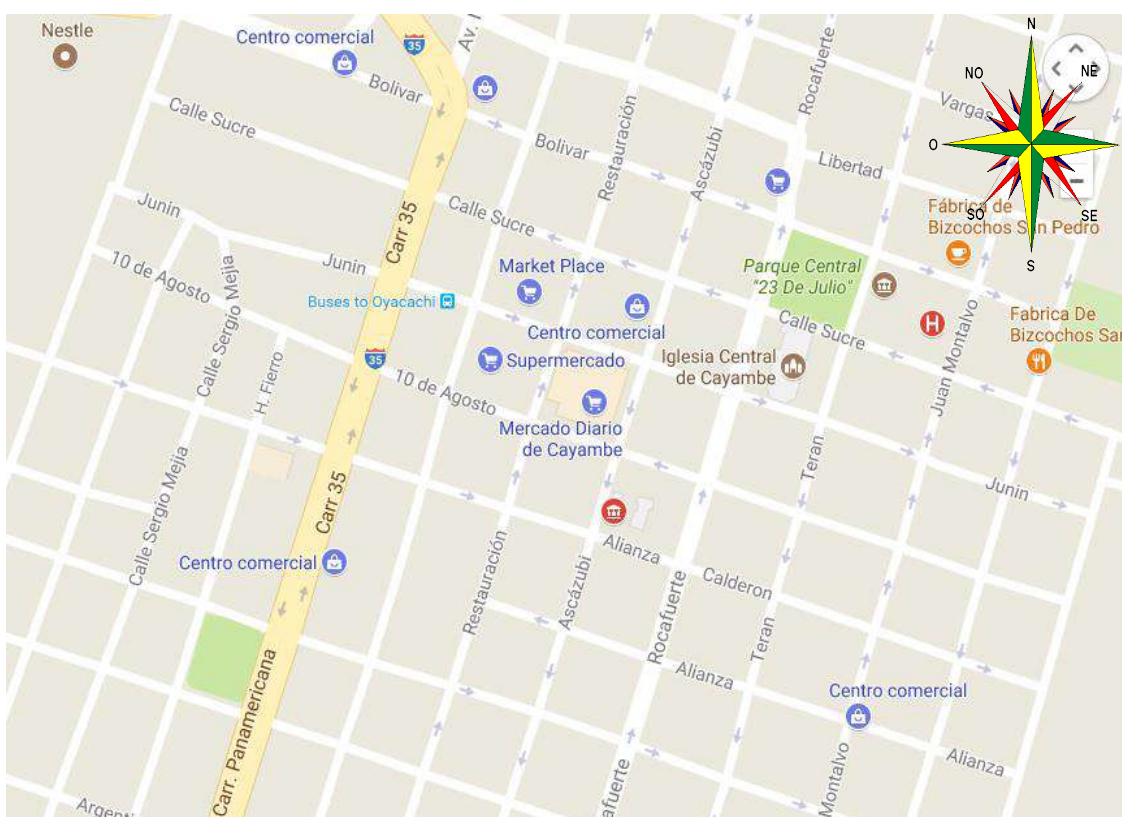 N
Nestle
Centro comercial
35
Av.
NO
NE
Bolivar
Rocafuerte
Vargas
Calle Sucre
Restauración
Ascázubi
Bolivar
Libertad
O
Junin
Calle Sucre
Carr 35
Fábrica de
Bizcochos San Pedro
SO
SE
S
10 de Agosto
Junin
Market Place
Parque Central
"23 De Julio"
Buses to Oyacachi
Calle Sergio Mejia
Centro comercial
Calle Sucre
H
Juan Montalvo
Fabrica De
Bizcochos San
35
Supermercado
Iglesia Central
de Cayambe
H. Fierro
10 de Agosto
Mercado Diario
de Cayambe
Teran
Junin
Carr 35
Calle Sergio Mejia
Centro comercial
Restauración
Ascázubi
Alianza
Calderon
Rocafuerte
Teran
Alianza
Centro comercial
Carr. Panamericana
Montalvo
Alianza
afuerte
Argenti